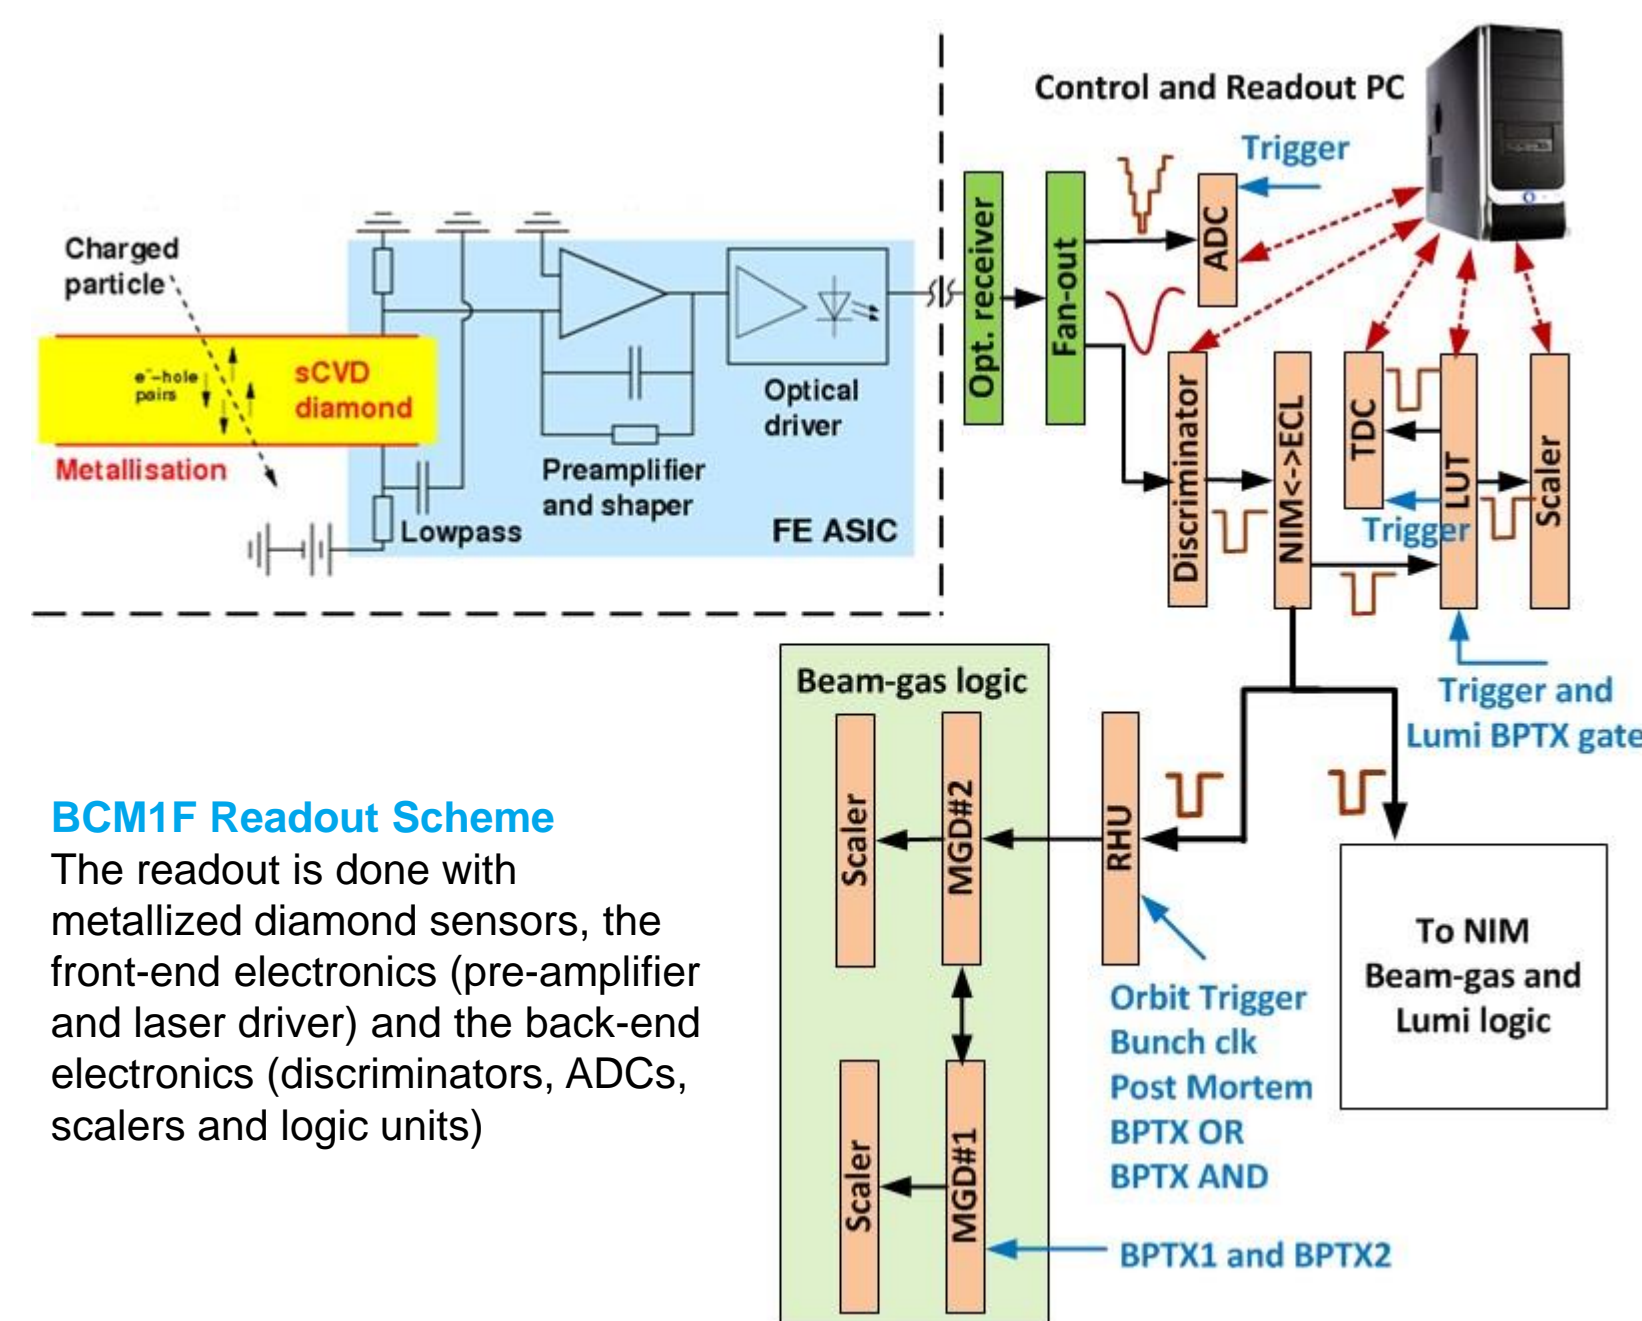 Control and Readout PC
Trigger
Charged
particle
e⁻-hole
pairs
sCVD
diamond
Metallisation
Lowpass
Preamplifier
and shaper
Optical
driver
FE ASIC
Opt. receiver
Fan-out
ADC
Discriminator
NIM<->ECL
TDC
LUT
Scaler
Trigger
Trigger and
Lumi BPTX gate
Beam-gas logic
Scaler
MGD#2
RHU
Scaler
MGD#1
Orbit Trigger
Bunch clk
Post Mortem
BPTX OR
BPTX AND
BPTX1 and BPTX2
To NIM
Beam-gas and
Lumi logic
BCM1F Readout Scheme
The readout is done with
metallized diamond sensors, the
front-end electronics (pre-amplifier
and laser driver) and the back-end
electronics (discriminators, ADCs,
scalers and logic units)